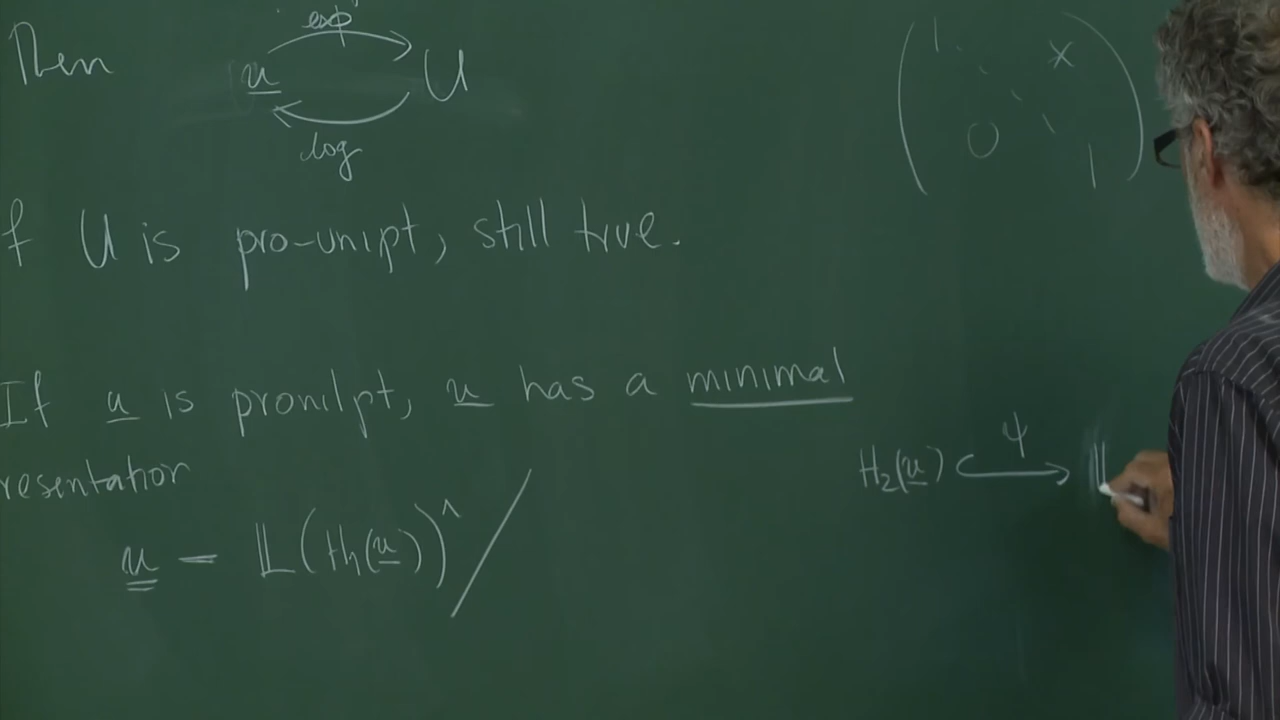 Then u exp U log
( 1 * 0 1 )
f U is pro-unipt, still true.
If u is pronilpt, u has a minimal
resentation
H₂(u) ↪ ψ 𝕃
u = 𝕃(H₁(u))^ /